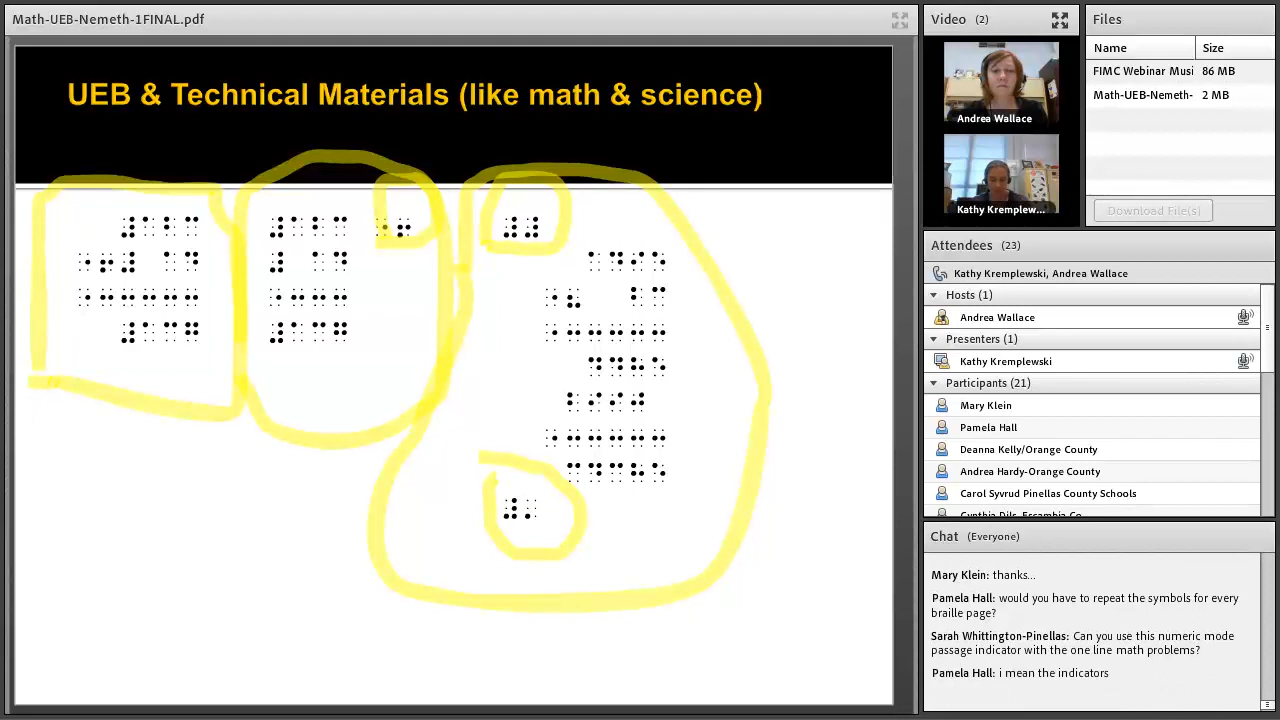 Math-UEB-Nemeth-1FINAL.pdf
UEB & Technical Materials (like math & science)
Video (2)
Andrea Wallace
Kathy Kremplew...
Files
Name Size
FIMC Webinar Musi 86 MB
Math-UEB-Nemeth- 2 MB
Download File(s)
Attendees (23)
Kathy Kremplewski, Andrea Wallace
Hosts (1)
Andrea Wallace
Presenters (1)
Kathy Kremplewski
Participants (21)
Mary Klein
Pamela Hall
Deanna Kelly/Orange County
Andrea Hardy-Orange County
Carol Syvrud Pinellas County Schools
Cynthia Dils, Escambia Co
Chat (Everyone)
Mary Klein: thanks...
Pamela Hall: would you have to repeat the symbols for every
braille page?
Sarah Whittington-Pinellas: Can you use this numeric mode
passage indicator with the one line math problems?
Pamela Hall: i mean the indicators